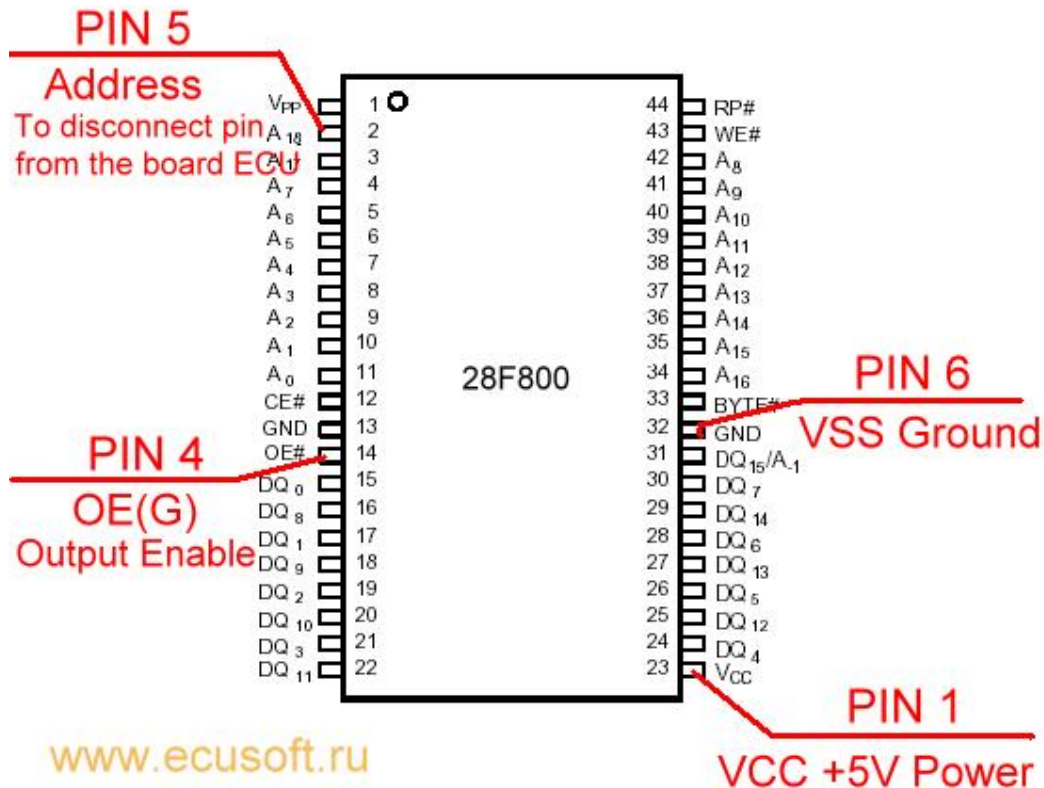 PIN 5
Address
To disconnect pin
from the board ECU
VPP 1 44 RP#
A18 2 43 WE#
A17 3 42 A8
A7 4 41 A9
A6 5 40 A10
A5 6 39 A11
A4 7 38 A12
A3 8 37 A13
A2 9 36 A14
A1 10 35 A15
A0 11 34 A16
28F800
CE# 12 33 BYTE#
GND 13 32 GND
OE# 14 31 DQ15/A-1
DQ0 15 30 DQ7
DQ8 16 29 DQ14
DQ1 17 28 DQ6
DQ9 18 27 DQ13
DQ2 19 26 DQ5
DQ10 20 25 DQ12
DQ3 21 24 DQ4
DQ11 22 23 VCC
PIN 6
VSS Ground
PIN 4
OE(G)
Output Enable
PIN 1
VCC +5V Power
www.ecusoft.ru